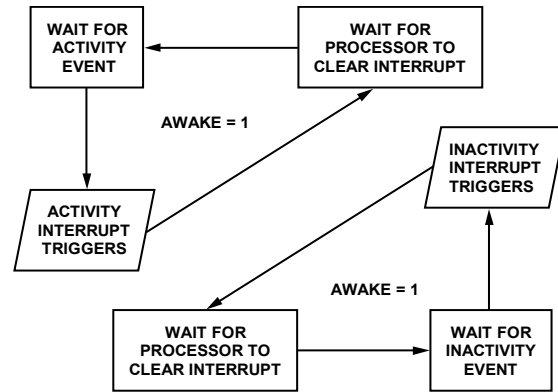 WAIT FOR
ACTIVITY
EVENT
WAIT FOR
PROCESSOR TO
CLEAR INTERRUPT
AWAKE = 1
ACTIVITY
INTERRUPT
TRIGGERS
INACTIVITY
INTERRUPT
TRIGGERS
AWAKE = 1
WAIT FOR
PROCESSOR TO
CLEAR INTERRUPT
WAIT FOR
INACTIVITY
EVENT